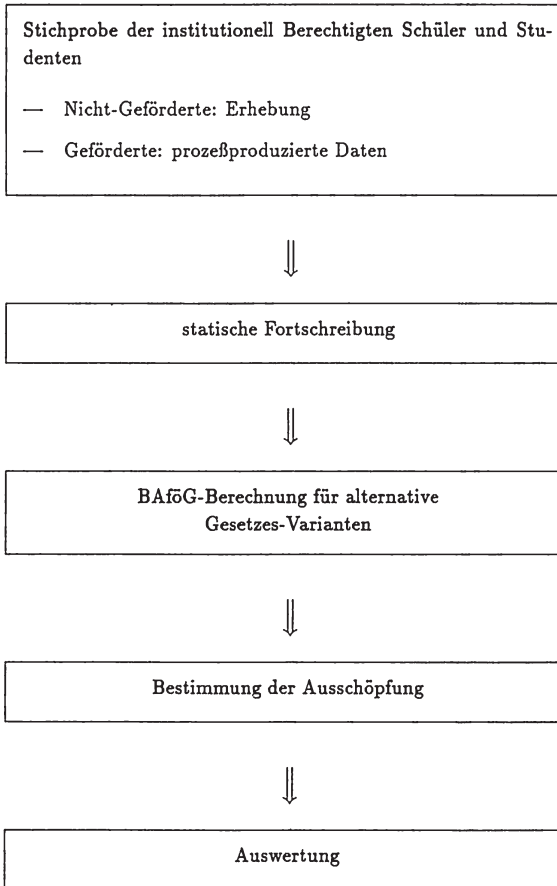 Stichprobe der institutionell Berechtigten Schüler und Stu-
denten
— Nicht-Geförderte: Erhebung
— Geförderte: prozeßproduzierte Daten
⇓
statische Fortschreibung
⇓
BAföG-Berechnung für alternative
Gesetzes-Varianten
⇓
Bestimmung der Ausschöpfung
⇓
Auswertung